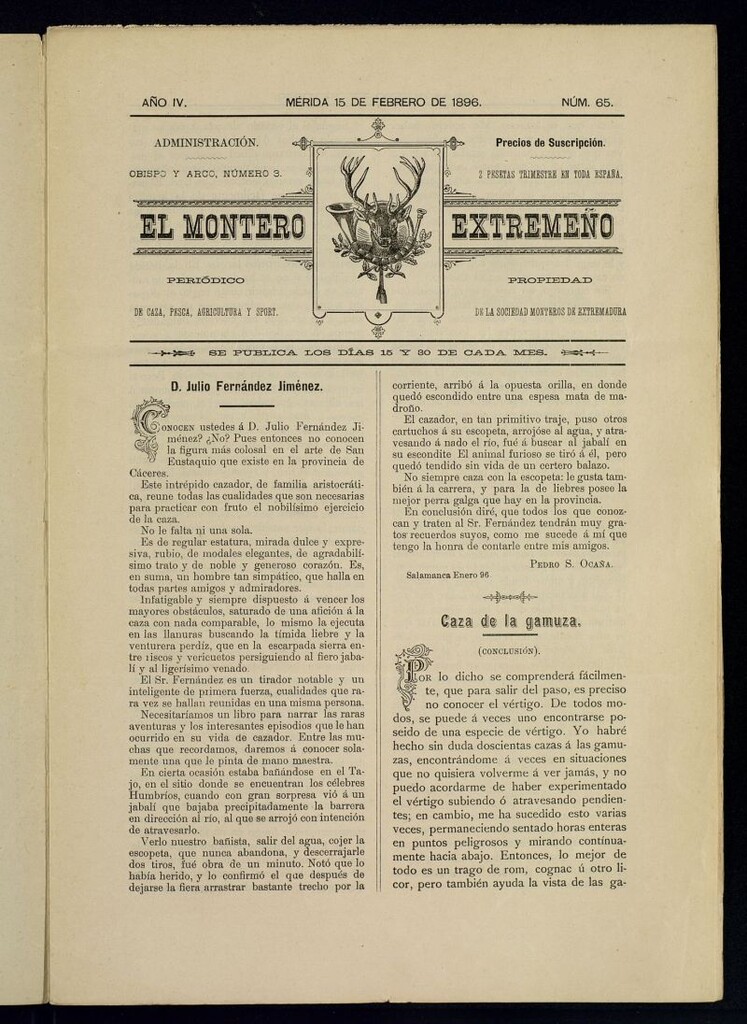 AÑO IV. MÉRIDA 15 DE FEBRERO DE 1896. NÚM. 65.
ADMINISTRACIÓN.
OBISPO Y ARCO, NÚMERO 3.
Precios de Suscripción.
2 PESETAS TRIMESTRE EN TODA ESPAÑA.
EL MONTERO EXTREMEÑO
PERIÓDICO
DE CAZA, PESCA, AGRICULTURA Y SPORT.
PROPIEDAD
DE LA SOCIEDAD MONTEROS DE EXTREMADURA
SE PUBLICA LOS DÍAS 15 Y 30 DE CADA MES.
D. Julio Fernández Jiménez.
CONOCEN ustedes á D. Julio Fernández Ji-
ménez? ¿No? Pues entonces no conocen
la figura más colosal en el arte de San
Eustaquio que existe en la provincia de
Cáceres.
Este intrépido cazador, de familia aristocráti-
ca, reune todas las cualidades que son necesarias
para practicar con fruto el nobilísimo ejercicio
de la caza.
No le falta ni una sola.
Es de regular estatura, mirada dulce y expre-
siva, rubio, de modales elegantes, de agradabilí-
simo trato y de noble y generoso corazón. Es,
en suma, un hombre tan simpático, que halla en
todas partes amigos y admiradores.
Infatigable y siempre dispuesto á vencer los
mayores obstáculos, saturado de una afición á la
caza con nada comparable, lo mismo la ejecuta
en las llanuras buscando la tímida liebre y la
venturera perdíz, que en la escarpada sierra en-
tre riscos y vericuetos persiguiendo al fiero jaba-
lí y al ligerísimo venado.
El Sr. Fernández es un tirador notable y un
inteligente de primera fuerza, cualidades que ra-
ra vez se hallan reunidas en una misma persona.
Necesitaríamos un libro para narrar las raras
aventuras y los interesantes episodios que le han
ocurrido en su vida de cazador. Entre las mu-
chas que recordamos, daremos á conocer sola-
mente una que le pinta de mano maestra.
En cierta ocasión estaba bañándose en el Ta-
jo, en el sitio donde se encuentran los célebres
Humbríos, cuando con gran sorpresa vió á un
jabalí que bajaba precipitadamente la barrera
en dirección al río, al que se arrojó con intención
de atravesarlo.
Verlo nuestro bañista, salir del agua, cojer la
escopeta, que nunca abandona, y descerrajarle
dos tiros, fué obra de un minuto. Notó que lo
había herido, y lo confirmó el que después de
dejarse la fiera arrastrar bastante trecho por la
corriente, arribó á la opuesta orilla, en donde
quedó escondido entre una espesa mata de ma-
droño.
El cazador, en tan primitivo traje, puso otros
cartuchos á su escopeta, arrojóse al agua, y atra-
vesando á nado el río, fué á buscar al jabalí en
su escondite El animal furioso se tiró á él, pero
quedó tendido sin vida de un certero balazo.
No siempre caza con la escopeta: le gusta tam-
bién á la carrera, y para la de liebres posee la
mejor perra galga que hay en la provincia.
En conclusión diré, que todos los que conoz-
can y traten al Sr. Fernández tendrán muy gra-
tos recuerdos suyos, como me sucede á mí que
tengo la honra de contarle entre mis amigos.
PEDRO S. OCAÑA.
Salamanca Enero 96.
Caza de la gamuza.
(CONCLUSIÓN).
POR lo dicho se comprenderá fácilmen-
te, que para salir del paso, es preciso
no conocer el vértigo. De todos mo-
dos, se puede á veces uno encontrarse po-
seido de una especie de vértigo. Yo habré
hecho sin duda doscientas cazas á las gamu-
zas, encontrándome á veces en situaciones
que no quisiera volverme á ver jamás, y no
puedo acordarme de haber experimentado
el vértigo subiendo ó atravesando pendien-
tes; en cambio, me ha sucedido esto varias
veces, permaneciendo sentado horas enteras
en puntos peligrosos y mirando contínua-
mente hacia abajo. Entonces, lo mejor de
todo es un trago de rom, cognac ú otro li-
cor, pero también ayuda la vista de las ga-